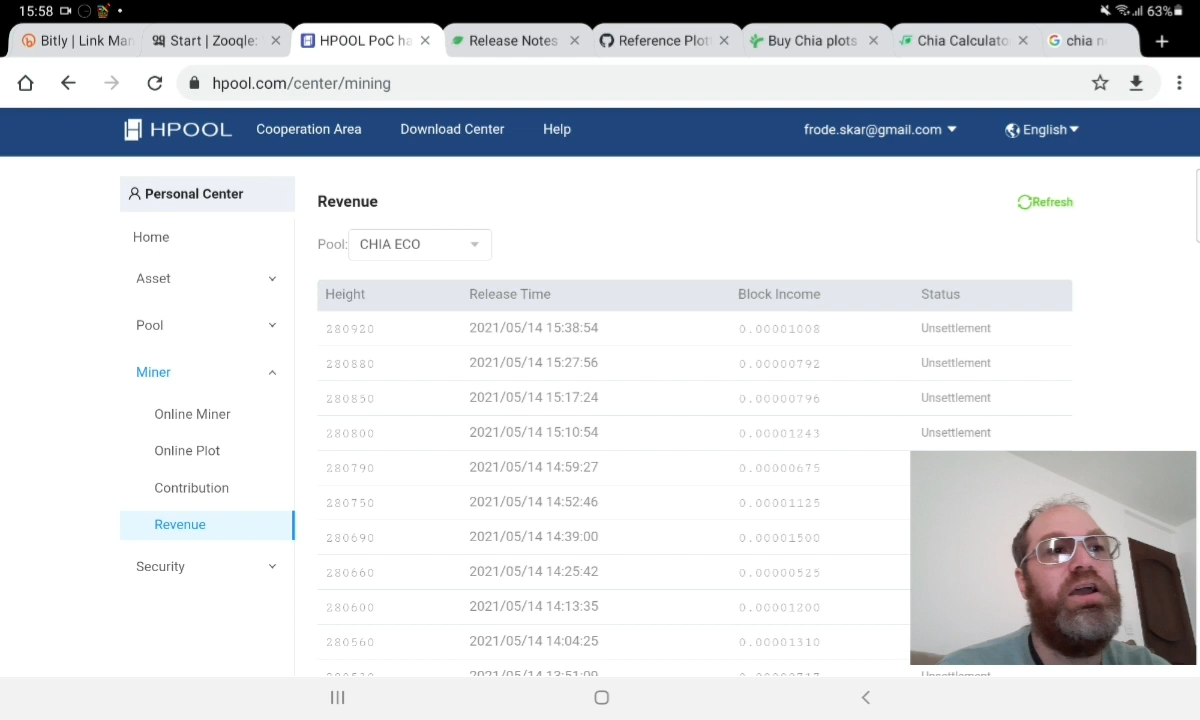 15:58 63%
Bitly | Link Man Start | Zooqle: HPOOL PoC ha Release Notes Reference Plot Buy Chia plots Chia Calculato chia n
hpool.com/center/mining
HPOOL Cooperation Area Download Center Help frode.skar@gmail.com English
Personal Center
Revenue
Refresh
Home
Pool: CHIA ECO
Asset
Height Release Time Block Income Status
Pool
280920 2021/05/14 15:38:54 0.00001008 Unsettlement
280880 2021/05/14 15:27:56 0.00000792 Unsettlement
Miner
280850 2021/05/14 15:17:24 0.00000796 Unsettlement
Online Miner
280800 2021/05/14 15:10:54 0.00001243 Unsettlement
Online Plot
280790 2021/05/14 14:59:27 0.00000675
Contribution
280750 2021/05/14 14:52:46 0.00001125
Revenue
280690 2021/05/14 14:39:00 0.00001500
Security
280660 2021/05/14 14:25:42 0.00000525
280600 2021/05/14 14:13:35 0.00001200
280560 2021/05/14 14:04:25 0.00001310
2021/05/14 13:51:09 Unsettlement